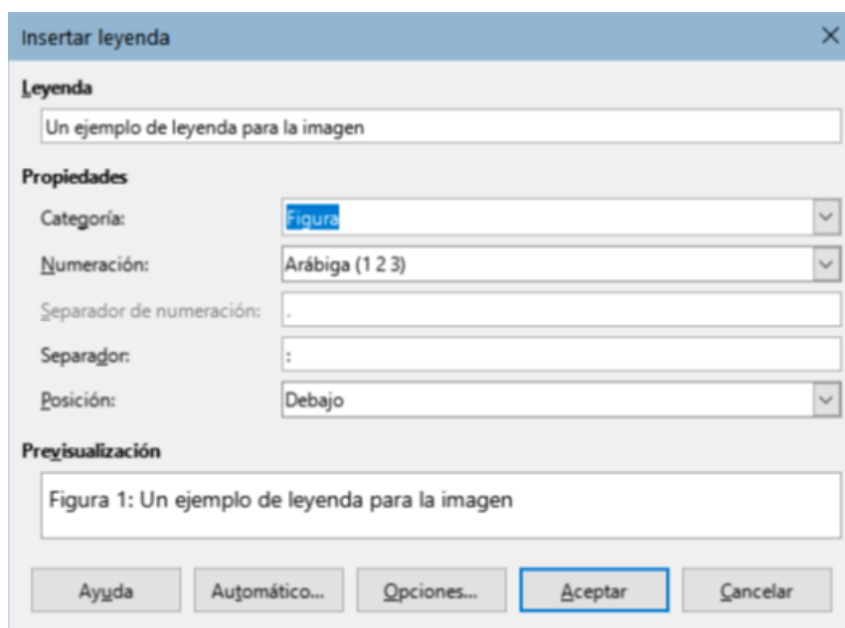 Insertar leyenda
Leyenda
Un ejemplo de leyenda para la imagen
Propiedades
Categoría: Figura
Numeración: Arábiga (1 2 3)
Separador de numeración: .
Separador: :
Posición: Debajo
Previsualización
Figura 1: Un ejemplo de leyenda para la imagen
Ayuda Automático... Opciones... Aceptar Cancelar